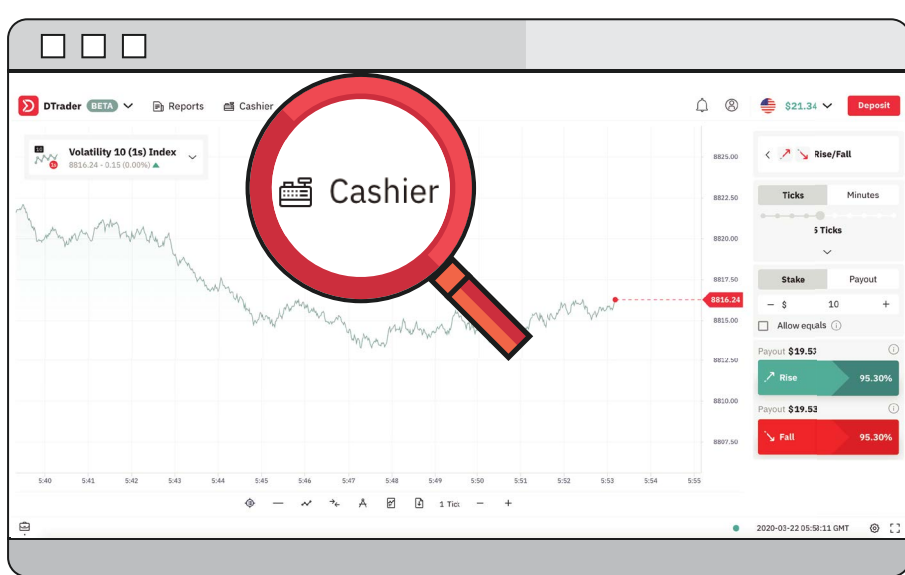 DTrader BETA Reports Cashier $21.34 Deposit
10
1s
Volatility 10 (1s) Index
8816.24 - 0.15 (0.00%)
Cashier
8825.00
8822.50
8820.00
8817.50
8816.24
8815.00
8812.50
8810.00
8807.50
Rise/Fall
Ticks Minutes
5 Ticks
Stake Payout
− $ 10 +
Allow equals
Payout $19.53
Rise 95.30%
Payout $19.53
Fall 95.30%
5:40 5:41 5:42 5:43 5:44 5:45 5:46 5:47 5:48 5:49 5:50 5:51 5:52 5:53 5:54 5:55
1 Tick − +
2020-03-22 05:53:11 GMT